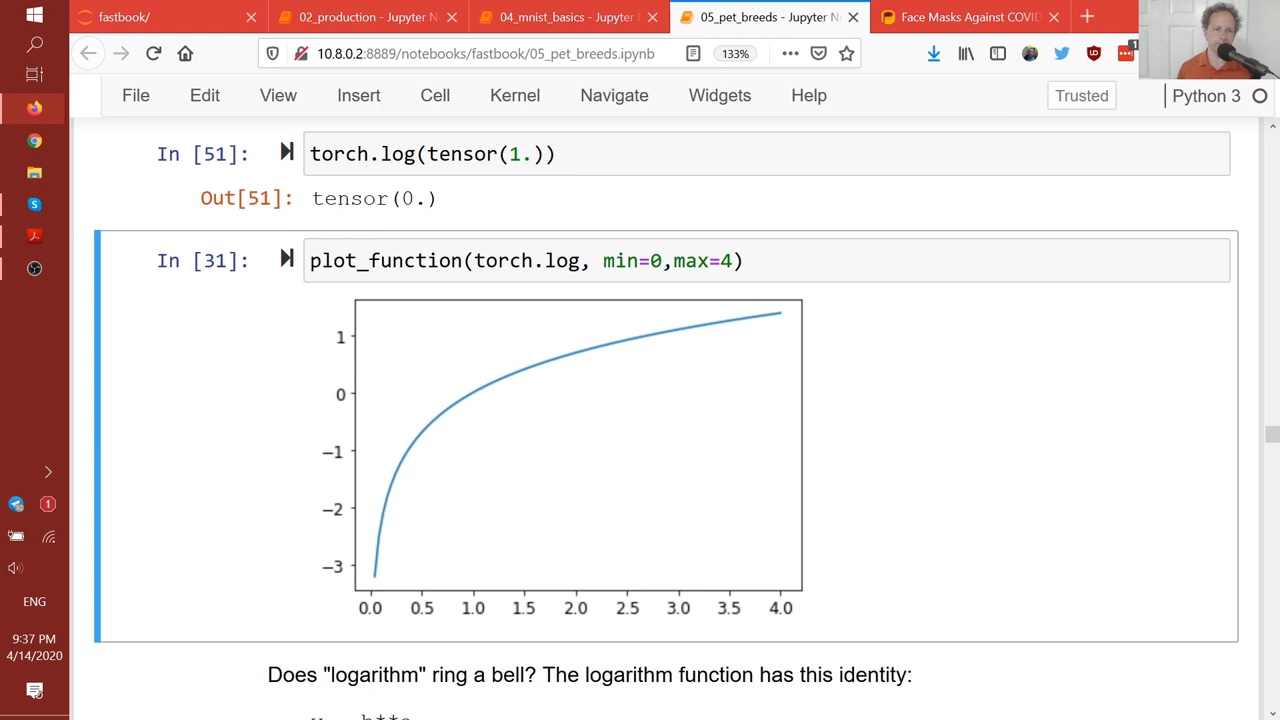 fastbook/
02_production - Jupyter N
04_mnist_basics - Jupyter
05_pet_breeds - Jupyter N
Face Masks Against COVID
10.8.0.2:8889/notebooks/fastbook/05_pet_breeds.ipynb
133%
1
File Edit View Insert Cell Kernel Navigate Widgets Help
Trusted
Python 3
In [51]: torch.log(tensor(1.))
Out[51]: tensor(0.)
In [31]: plot_function(torch.log, min=0,max=4)
1
0
−1
−2
−3
0.0 0.5 1.0 1.5 2.0 2.5 3.0 3.5 4.0
Does "logarithm" ring a bell? The logarithm function has this identity:
1
ENG
9:37 PM
4/14/2020